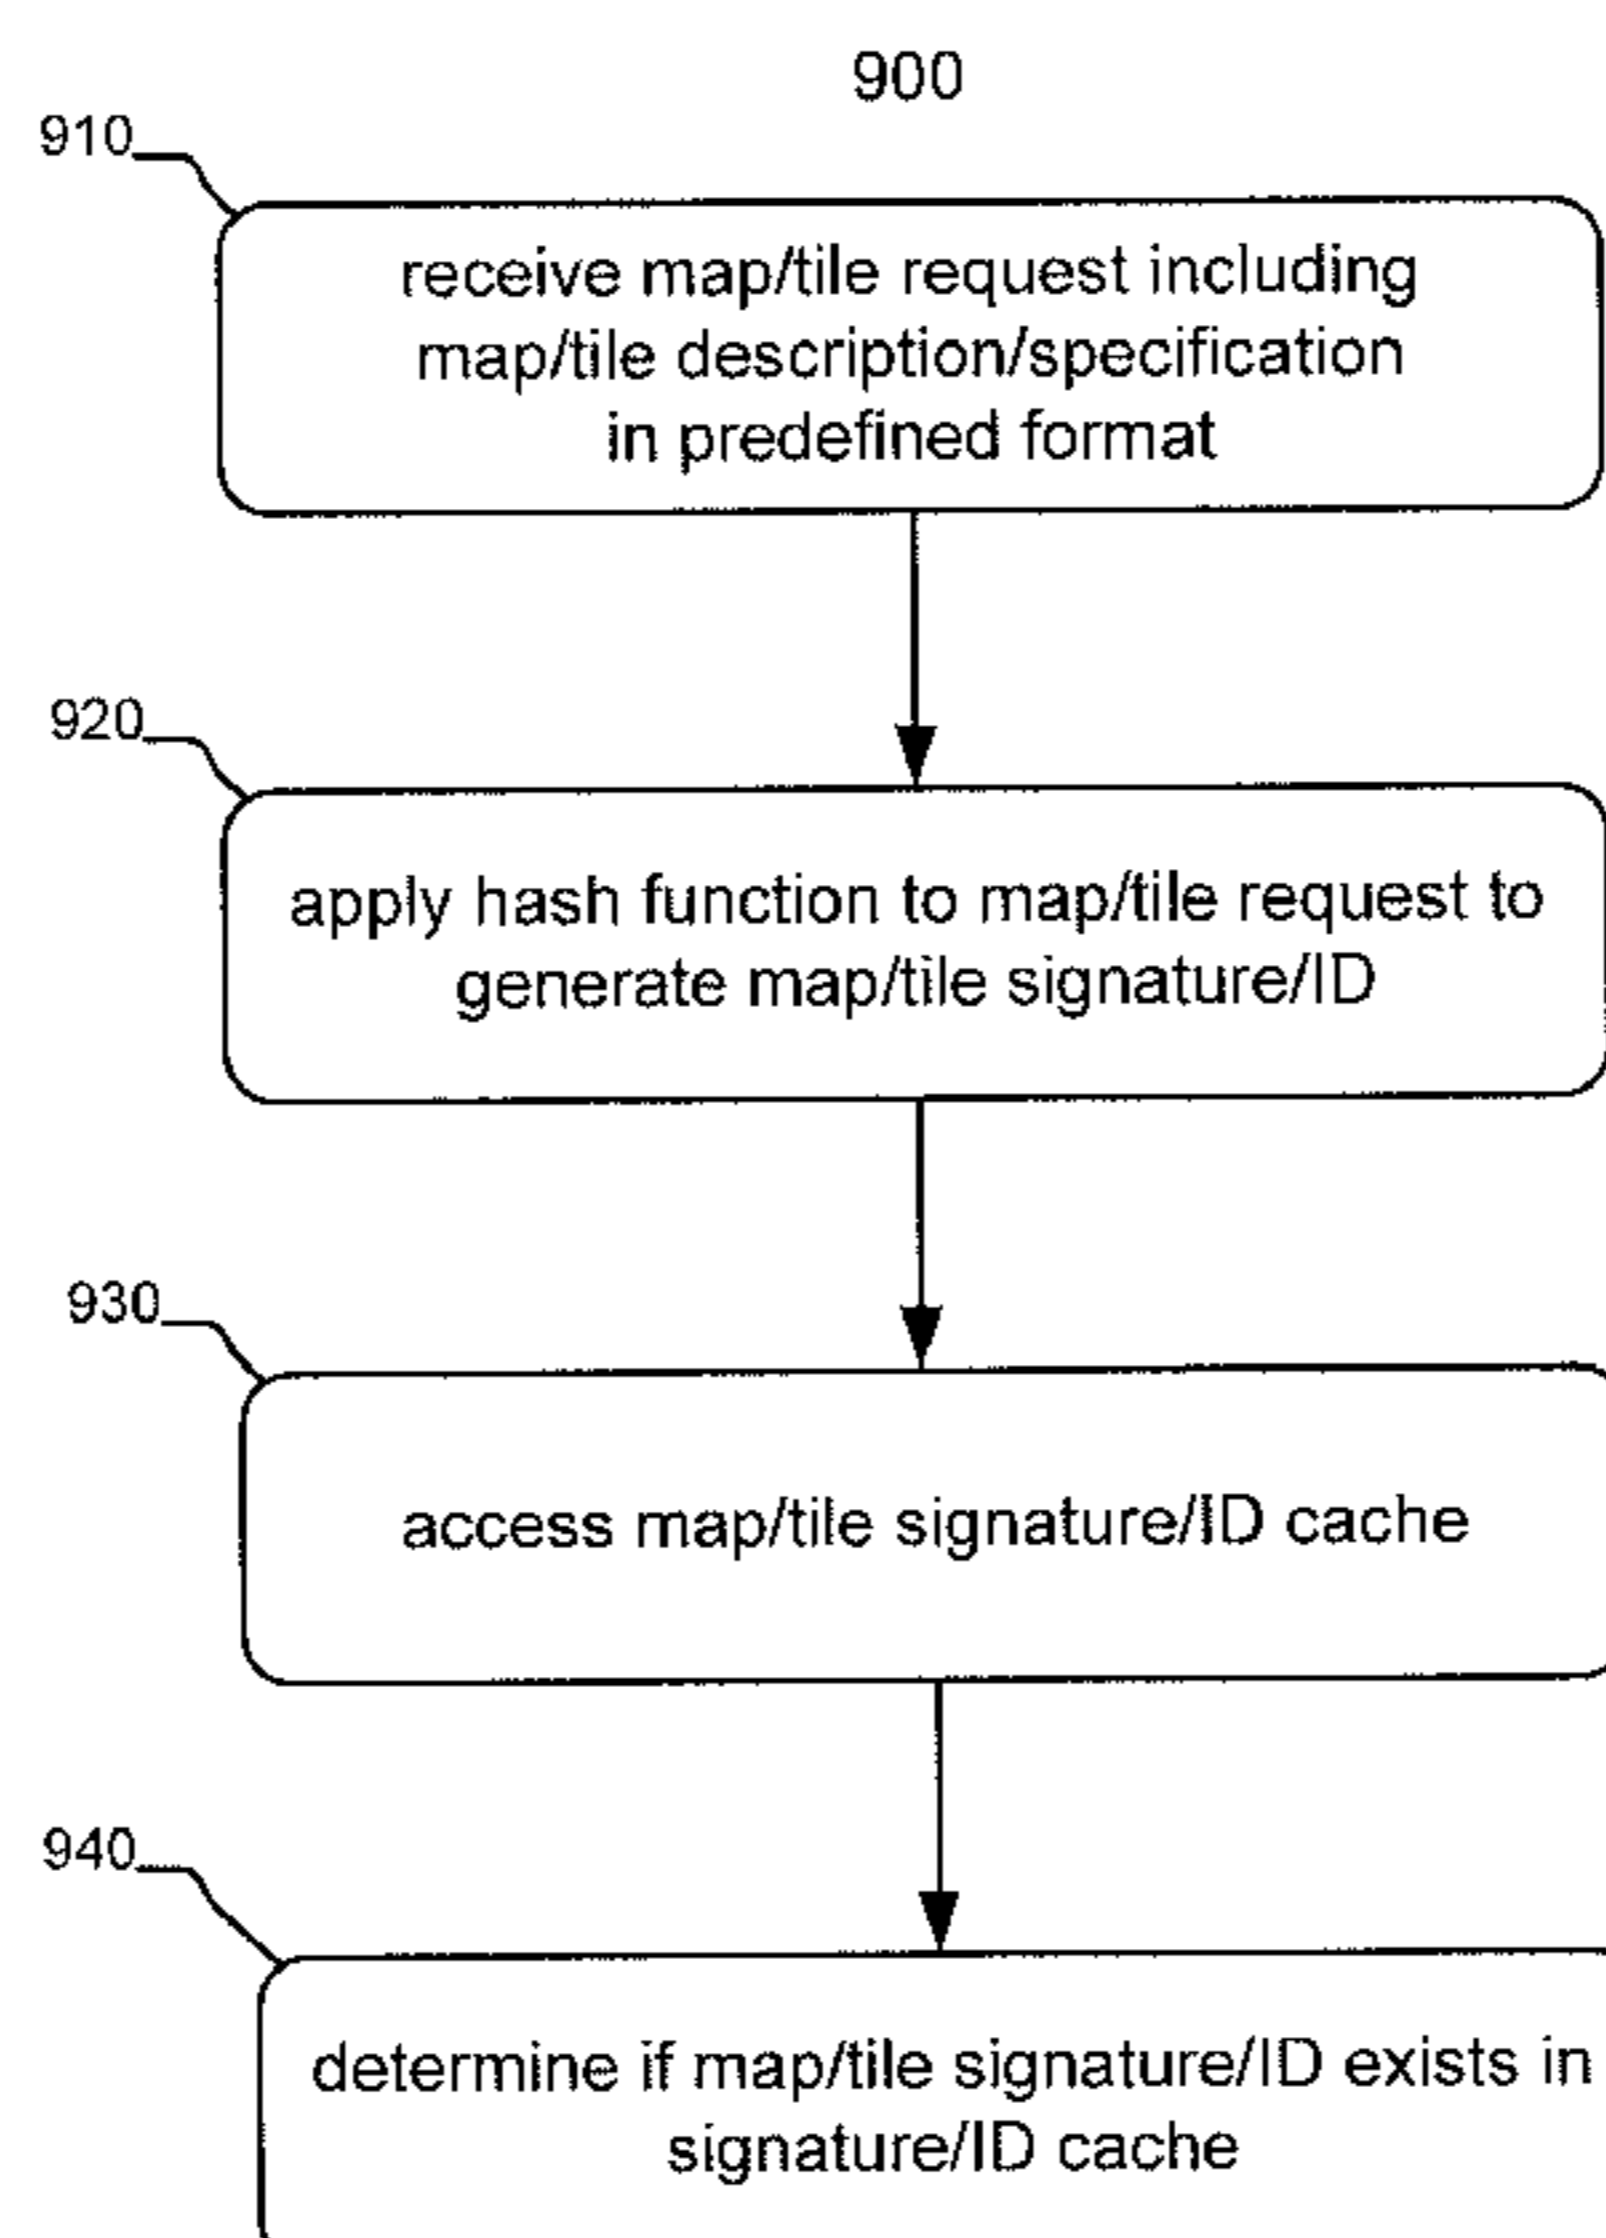 900
910
receive map/tile request including
map/tile description/specification
in predefined format
920
apply hash function to map/tile request to
generate map/tile signature/ID
930
access map/tile signature/ID cache
940
determine if map/tile signature/ID exists in
signature/ID cache